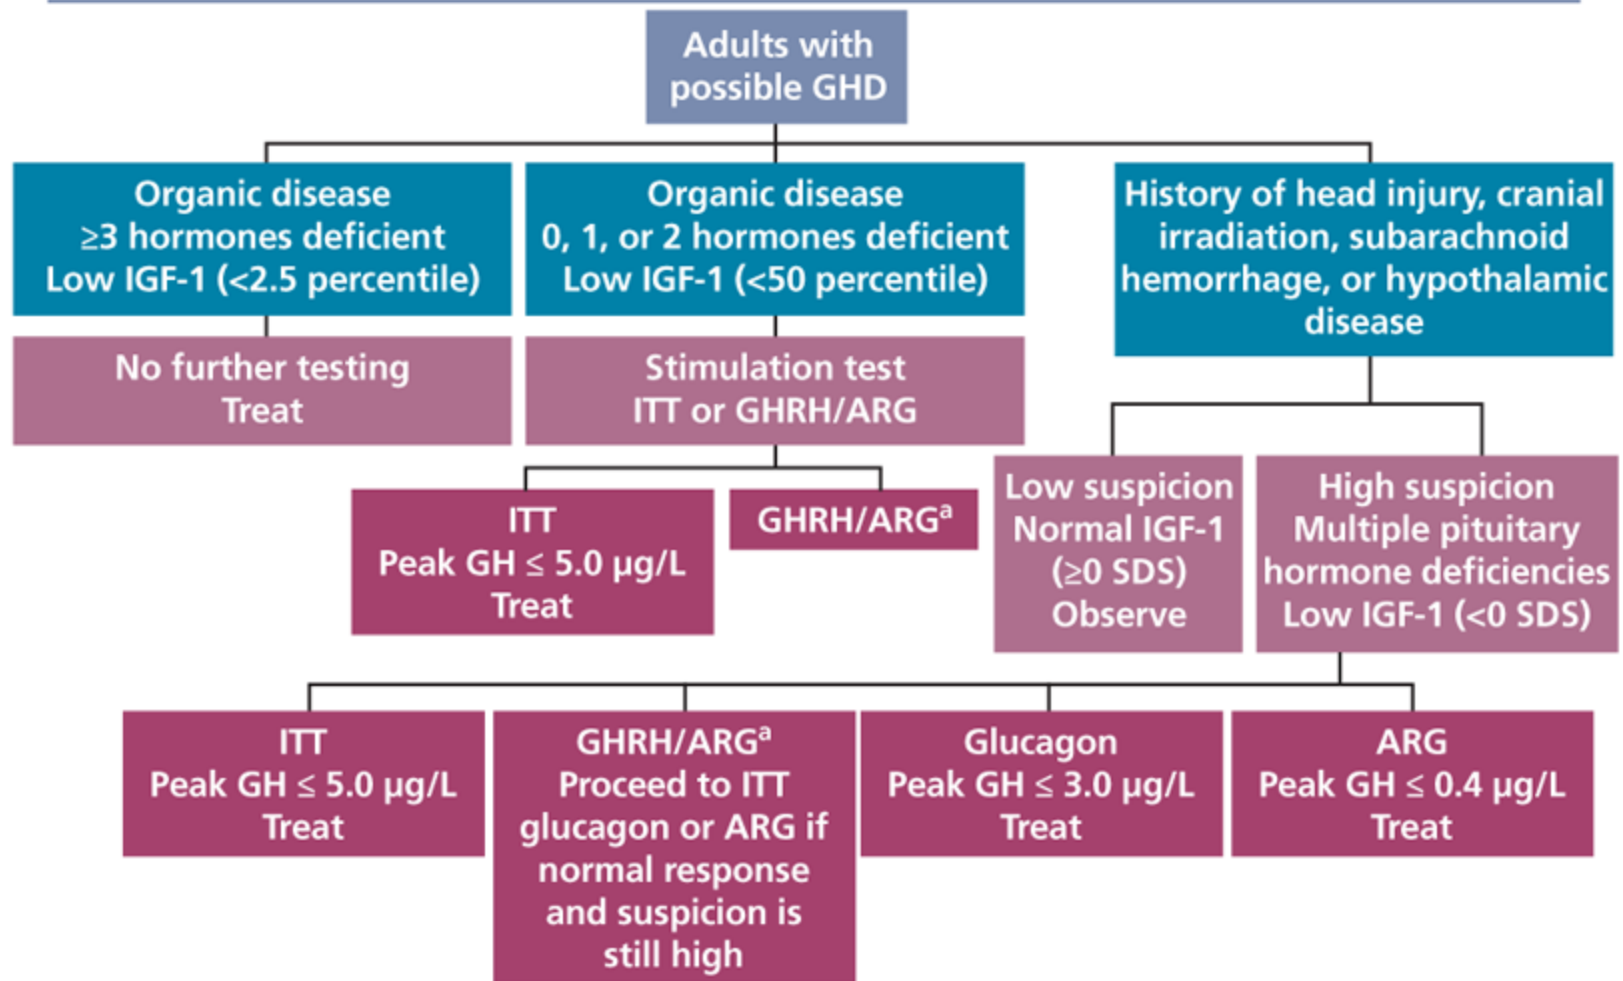 Adults with
possible GHD
Organic disease
≥3 hormones deficient
Low IGF-1 (<2.5 percentile)
Organic disease
0, 1, or 2 hormones deficient
Low IGF-1 (<50 percentile)
History of head injury, cranial
irradiation, subarachnoid
hemorrhage, or hypothalamic
disease
No further testing
Treat
Stimulation test
ITT or GHRH/ARG
ITT
Peak GH ≤ 5.0 µg/L
Treat
GHRH/ARGᵃ
Low suspicion
Normal IGF-1
(≥0 SDS)
Observe
High suspicion
Multiple pituitary
hormone deficiencies
Low IGF-1 (<0 SDS)
ITT
Peak GH ≤ 5.0 µg/L
Treat
GHRH/ARGᵃ
Proceed to ITT
glucagon or ARG if
normal response
and suspicion is
still high
Glucagon
Peak GH ≤ 3.0 µg/L
Treat
ARG
Peak GH ≤ 0.4 µg/L
Treat